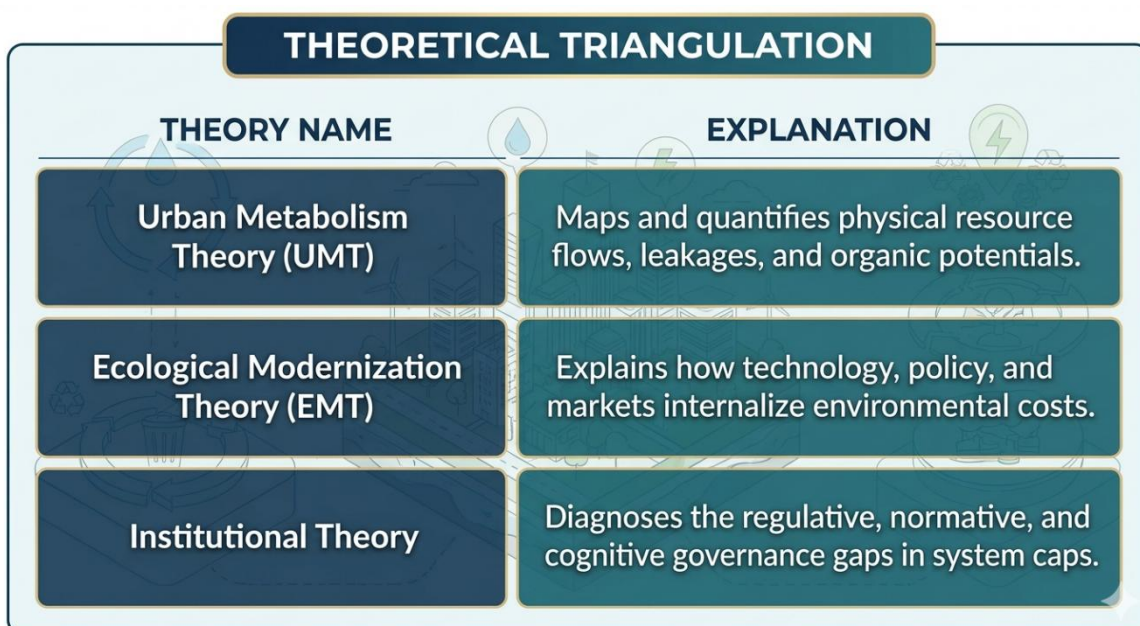 THEORETICAL TRIANGULATION
THEORY NAME
EXPLANATION
Urban Metabolism
Theory (UMT)
Maps and quantifies physical resource
flows, leakages, and organic potentials.
Ecological Modernization
Theory (EMT)
Explains how technology, policy, and
markets internalize environmental costs.
Institutional Theory
Diagnoses the regulative, normative, and
cognitive governance gaps in system caps.